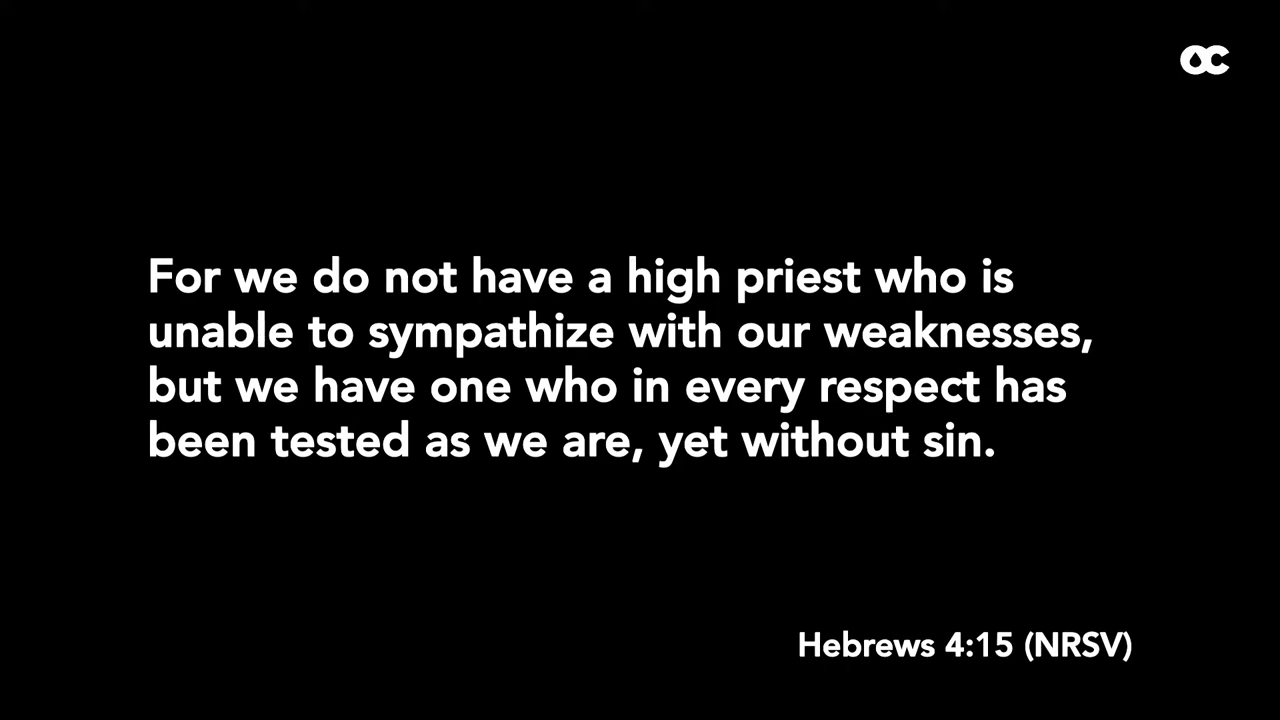 OC
For we do not have a high priest who is
unable to sympathize with our weaknesses,
but we have one who in every respect has
been tested as we are, yet without sin.
Hebrews 4:15 (NRSV)